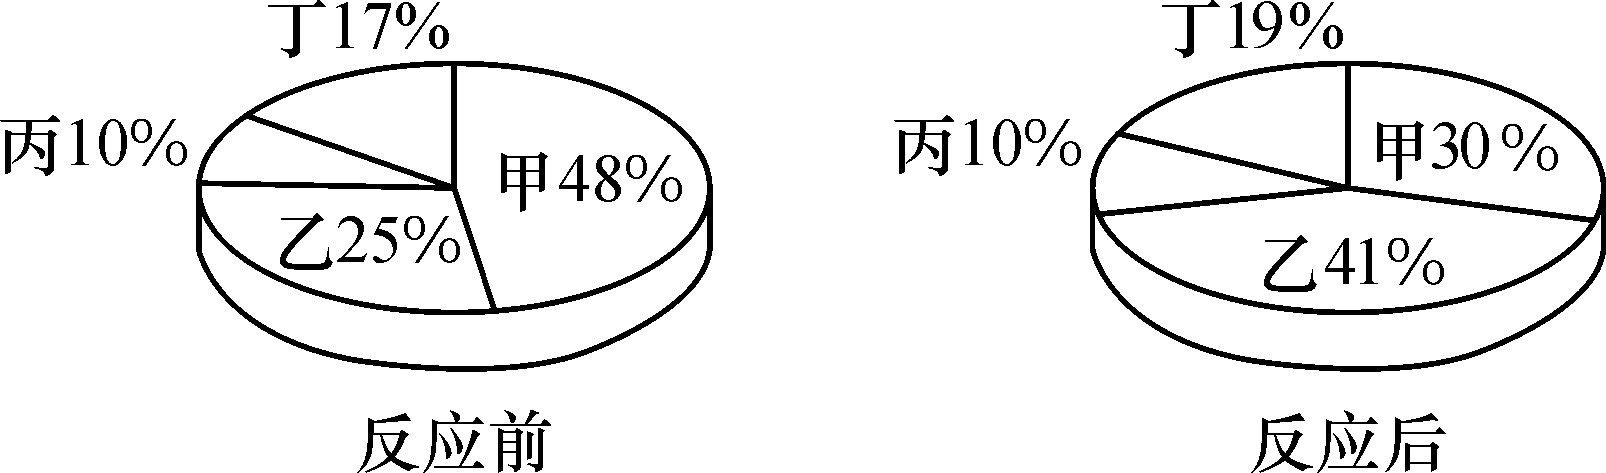 丁17%
丙10%
甲48%
乙25%
反应前
丁19%
丙10%
甲30%
乙41%
反应后